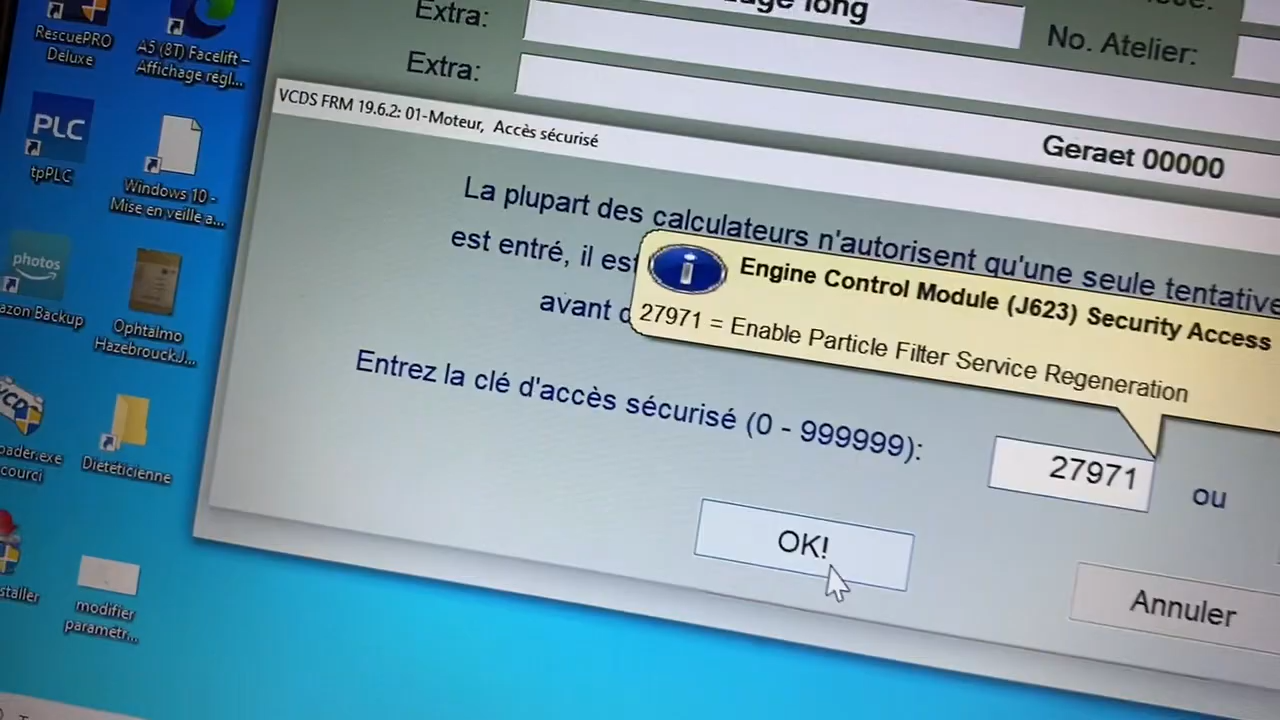 RescuePRO
Deluxe
A5 (8T) Facelift -
Affichage régl...
PLC
tpPLC
Windows 10 -
Mise en veille a...
photos
Backup
Ophtalmo
HazebrouckJ...
Diététicienne
modifier
paramétr...
long
Extra:
No. Atelier:
Extra:
VCDS FRM 19.6.2: 01-Moteur, Accès sécurisé
Geraet 00000
La plupart des calculateurs n'autorisent qu'une seule tentative
est entré, il est
avant
Engine Control Module (J623) Security Access
27971 = Enable Particle Filter Service Regeneration
Entrez la clé d'accès sécurisé (0 - 999999):
27971
ou
OK!
Annuler